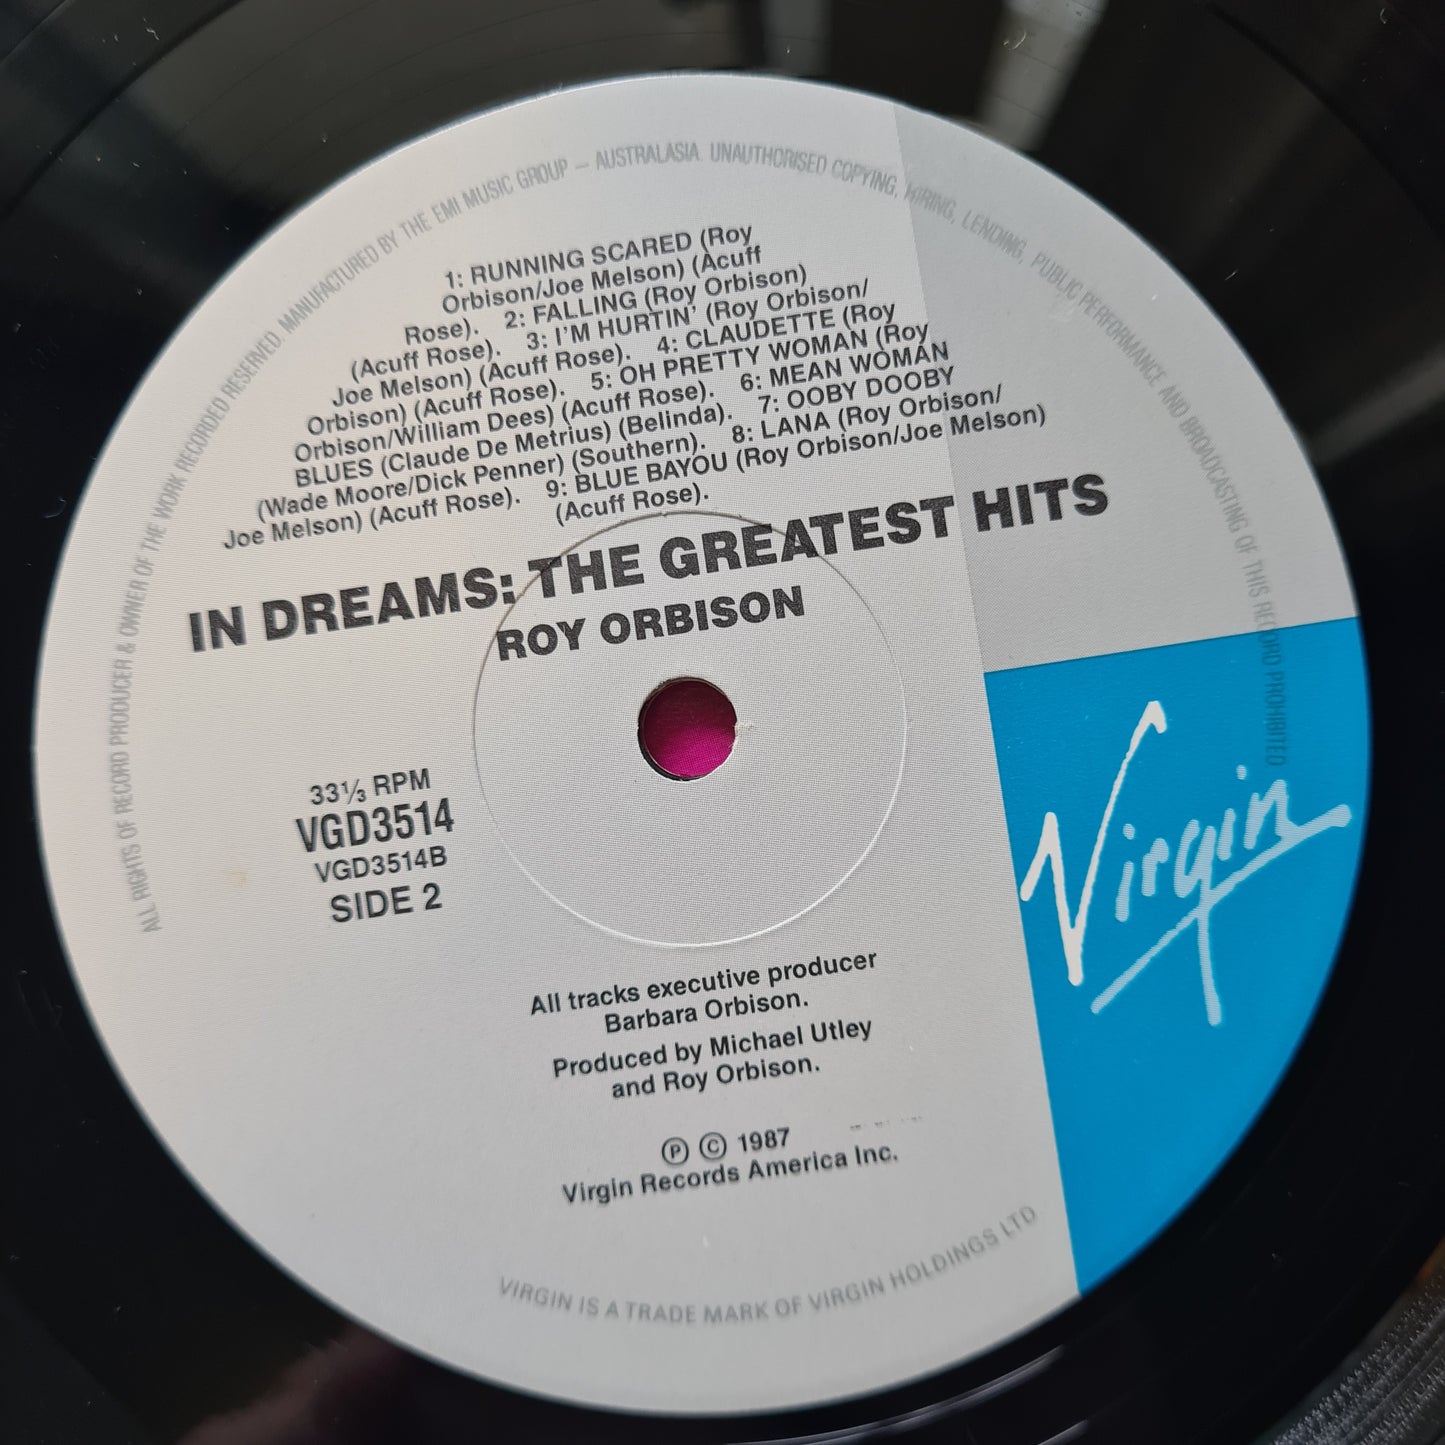 ALL RIGHTS OF RECORD PRODUCER & OWNER OF THE WORK RECORDED RESERVED. MANUFACTURED BY THE EMI MUSIC GROUP – AUSTRALASIA. UNAUTHORISED COPYING, HIRING, LENDING, PUBLIC PERFORMANCE AND BROADCASTING OF THIS RECORD PROHIBITED
1: RUNNING SCARED (Roy
Orbison/Joe Melson) (Acuff
Rose). 2: FALLING (Roy Orbison)
(Acuff Rose). 3: I'M HURTIN' (Roy Orbison/
Joe Melson) (Acuff Rose). 4: CLAUDETTE (Roy
Orbison) (Acuff Rose). 5: OH PRETTY WOMAN (Roy
Orbison/William Dees) (Acuff Rose). 6: MEAN WOMAN
BLUES (Claude De Metrius) (Belinda). 7: OOBY DOOBY
(Wade Moore/Dick Penner) (Southern). 8: LANA (Roy Orbison/
Joe Melson) (Acuff Rose). 9: BLUE BAYOU (Roy Orbison/Joe Melson)
(Acuff Rose).
IN DREAMS: THE GREATEST HITS
ROY ORBISON
33⅓ RPM
VGD3514
VGD3514B
SIDE 2
Virgin
All tracks executive producer
Barbara Orbison.
Produced by Michael Utley
and Roy Orbison.
Ⓟ © 1987
Virgin Records America Inc.
VIRGIN IS A TRADE MARK OF VIRGIN HOLDINGS LTD